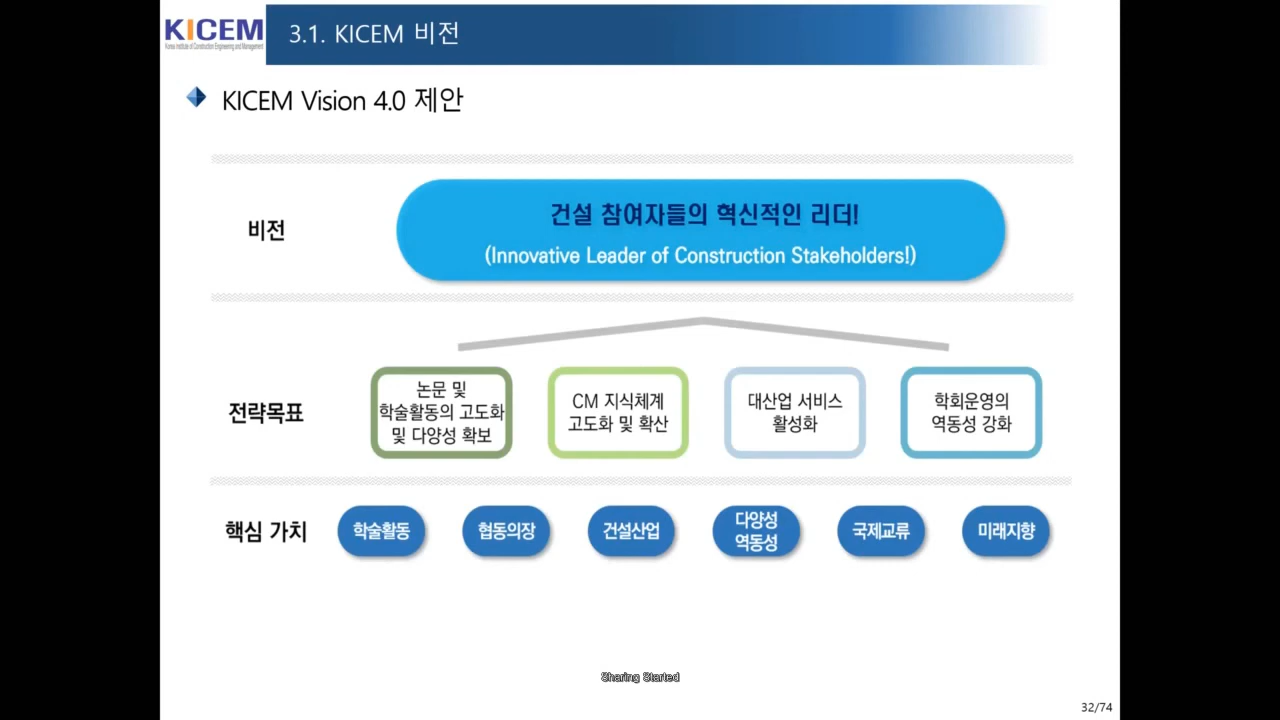 KICEM
Korea Institute of Construction Engineering and Management
3.1. KICEM 비전
KICEM Vision 4.0 제안
비전
건설 참여자들의 혁신적인 리더!
(Innovative Leader of Construction Stakeholders!)
전략목표
논문 및
학술활동의 고도화
및 다양성 확보
CM 지식체계
고도화 및 확산
대산업 서비스
활성화
학회운영의
역동성 강화
핵심 가치
학술활동
협동의장
건설산업
다양성
역동성
국제교류
미래지향
Sharing Started
32/74